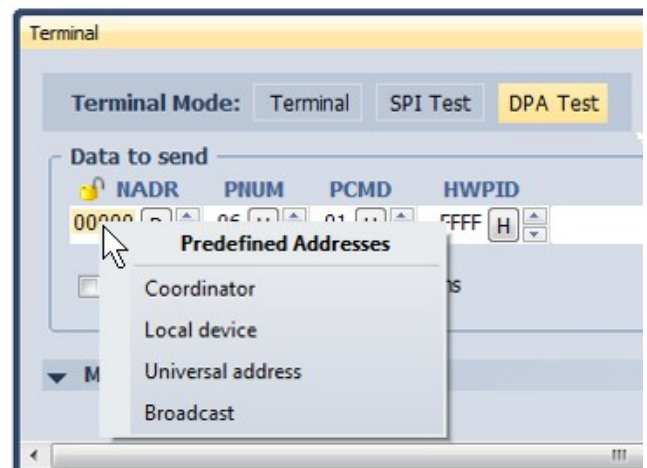 Terminal
Terminal Mode: Terminal SPI Test DPA Test
Data to send
NADR PNUM PCMD HWPID
FFFF H
Predefined Addresses
Coordinator
Local device
Universal address
Broadcast
M